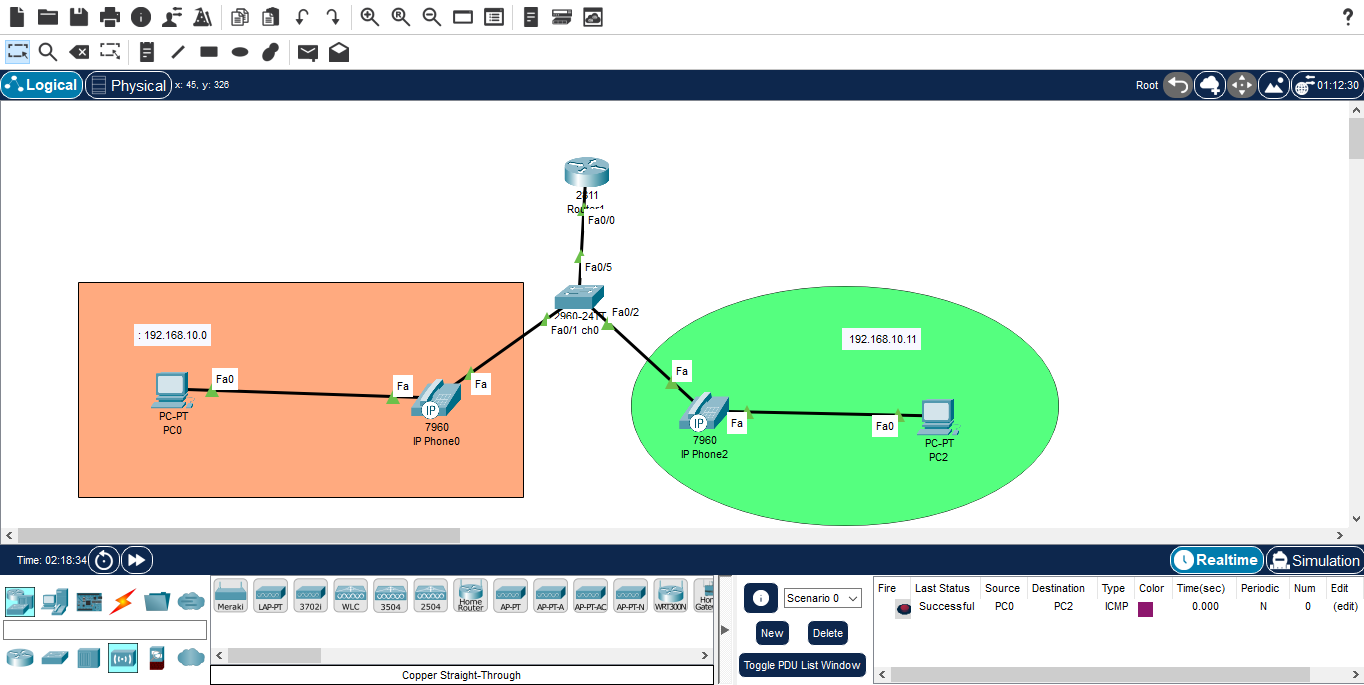 ?
Logical
Physical
x: 45, y: 326
Root
01:12:30
2811
Router1
Fa0/0
Fa0/5
2960-24TT
Fa0/2
Fa0/1
ch0
: 192.168.10.0
192.168.10.11
Fa0
Fa
Fa
PC-PT
PC0
IP
7960
IP Phone0
Fa
IP
Fa
7960
IP Phone2
Fa0
PC-PT
PC2
Time: 02:18:34
Realtime
Simulation
Meraki
LAP-PT
3702i
WLC
3504
2504
Home
Router
AP-PT
AP-PT-A
AP-PT-AC
AP-PT-N
WRT300N
Hom
Gatew
Copper Straight-Through
Scenario 0
New
Delete
Toggle PDU List Window
Fire Last Status Source Destination Type Color Time(sec) Periodic Num Edit
Successful PC0 PC2 ICMP 0.000 N 0 (edit)